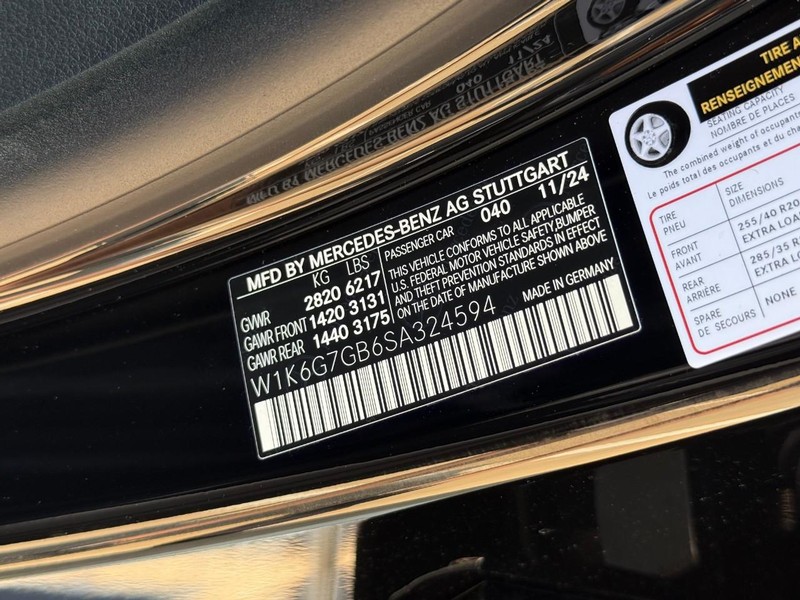 MFD BY MERCEDES-BENZ AG STUTTGART
KG LBS
GVWR 2820 6217
GAWR FRONT 1420 3131
GAWR REAR 1440 3175
PASSENGER CAR 040 11/24
THIS VEHICLE CONFORMS TO ALL APPLICABLE
U.S. FEDERAL MOTOR VEHICLE SAFETY,BUMPER
AND THEFT PREVENTION STANDARDS IN EFFECT
ON THE DATE OF MANUFACTURE SHOWN ABOVE
W1K6G7GB6SA324594
MADE IN GERMANY
TIRE A
RENSEIGNEMEN
SEATING CAPACITY
NOMBRE DE PLACES
The combined weight of occupants
Le poids total des occupants et du cha
TIRE
PNEU
SIZE
DIMENSIONS
FRONT
AVANT
255/40 R20
EXTRA LOA
REAR
ARRIÈRE
285/35 R
EXTRA LO
SPARE
DE SECOURS
NONE